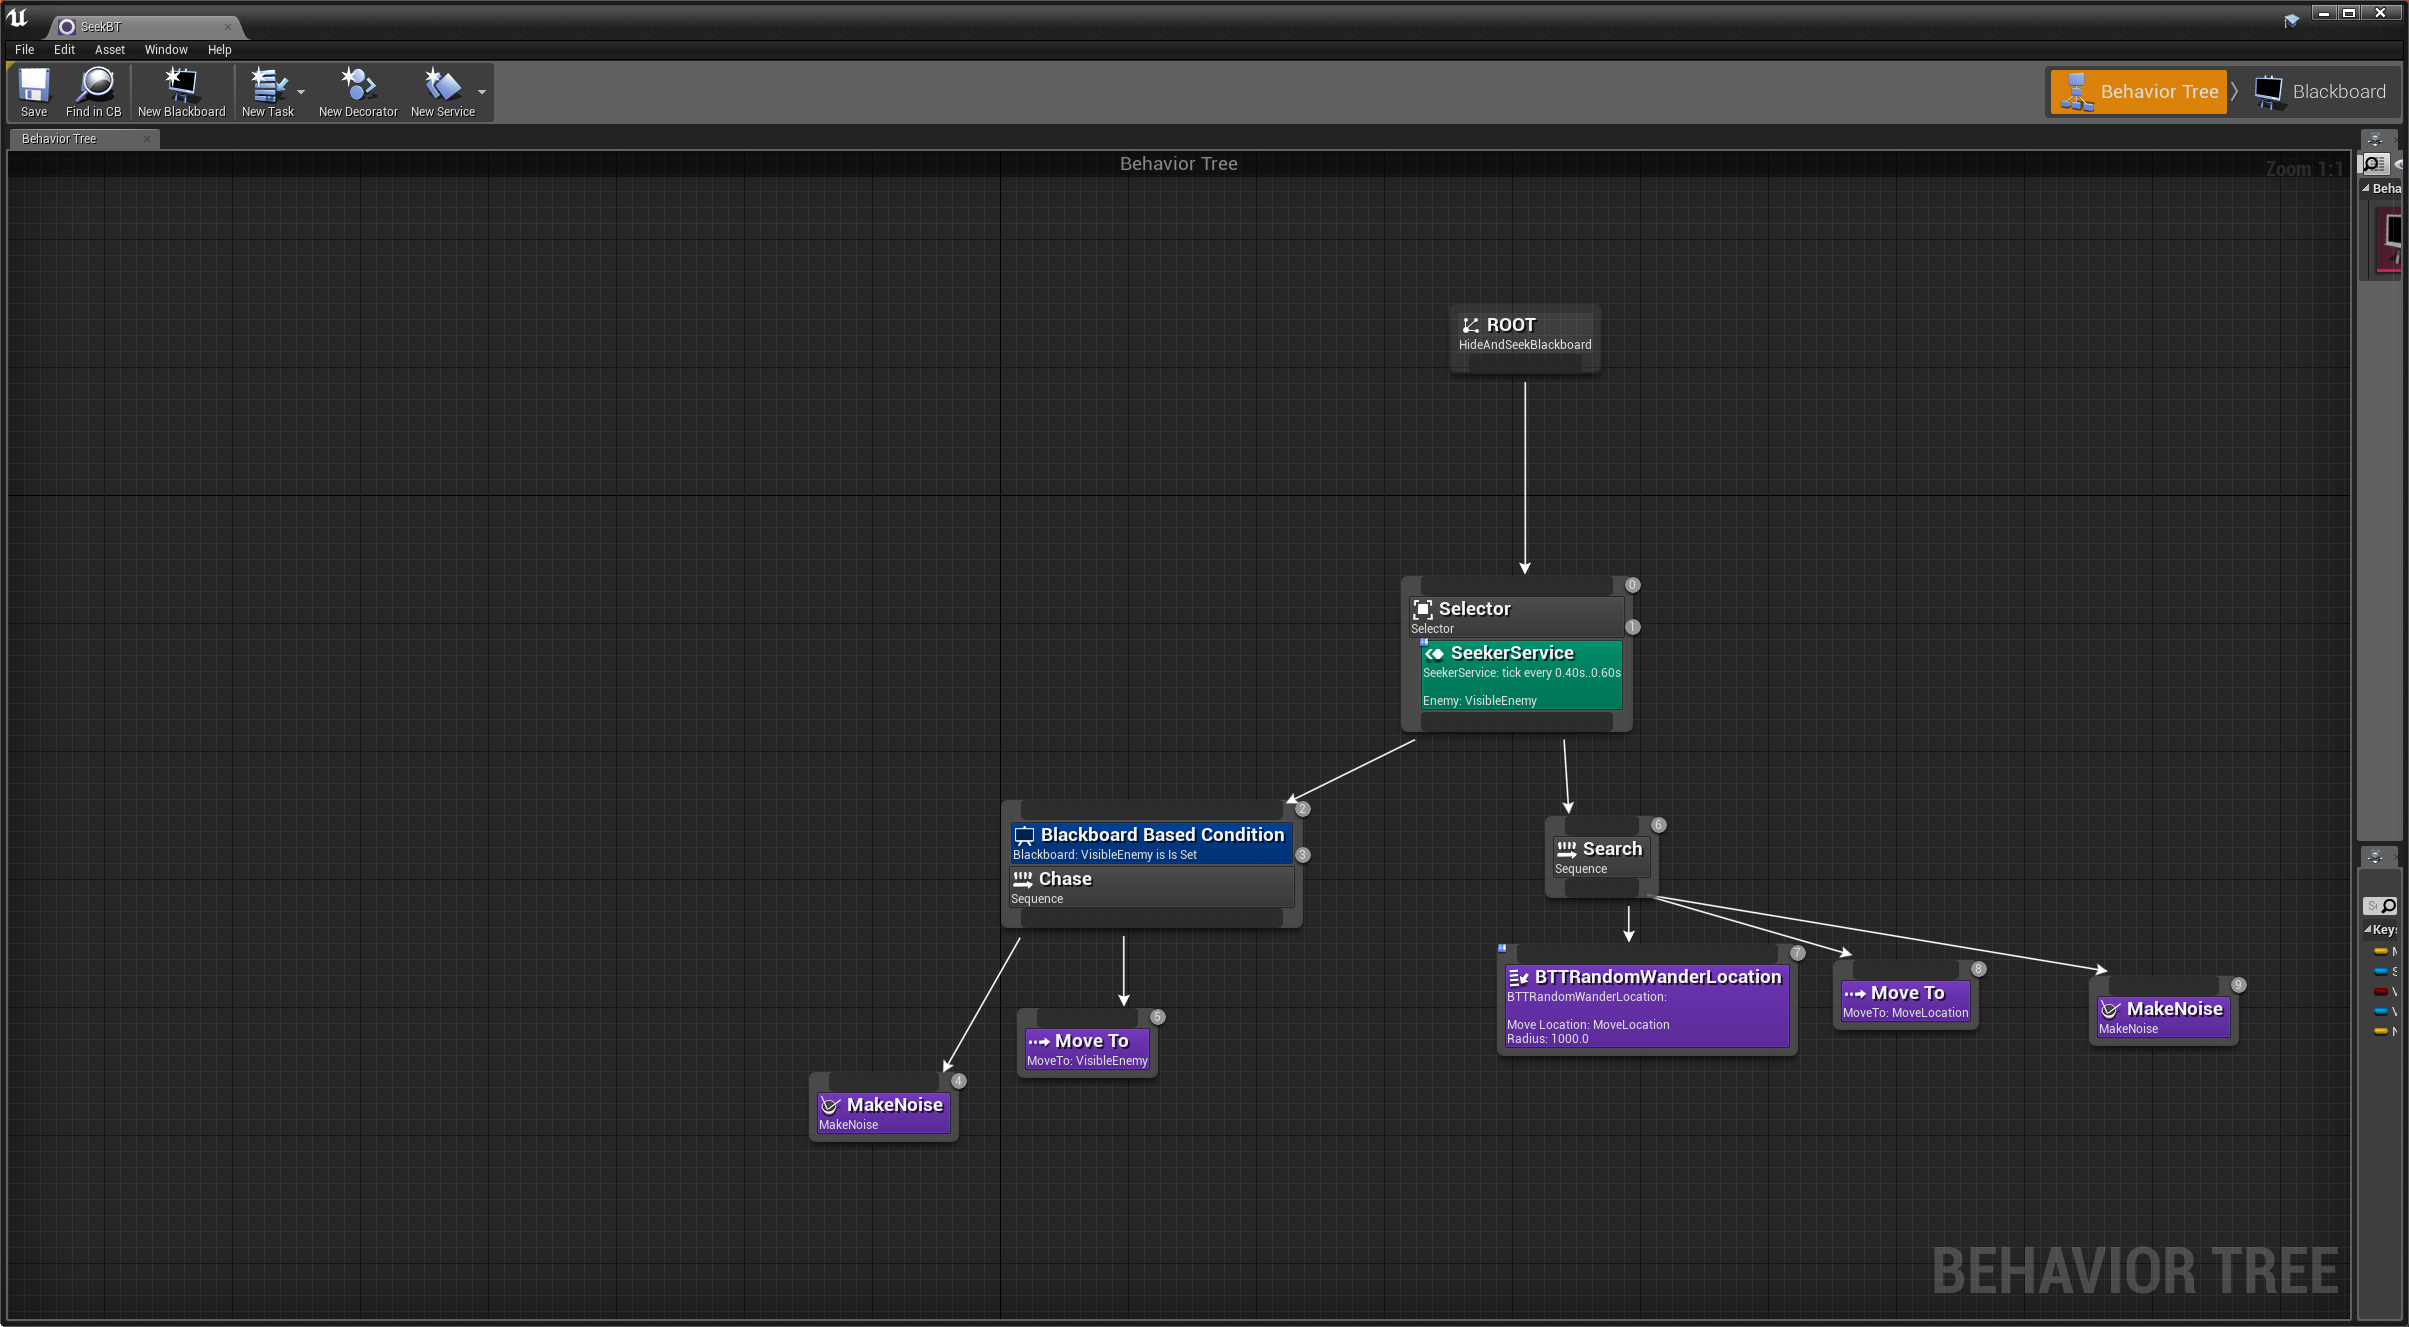 SeekBT
File Edit Asset Window Help
Save Find in CB New Blackboard New Task New Decorator New Service
Behavior Tree Blackboard
Behavior Tree
Behavior Tree
Zoom 1:1
Beha
ROOT
HideAndSeekBlackboard
0
Selector
Selector
1
SeekerService
SeekerService: tick every 0.40s..0.60s
Enemy: VisibleEnemy
2
Blackboard Based Condition
Blackboard: VisibleEnemy is Is Set
3
Chase
Sequence
6
Search
Sequence
7
BTTRandomWanderLocation
BTTRandomWanderLocation:
Move Location: MoveLocation
Radius: 1000.0
8
Move To
MoveTo: MoveLocation
9
MakeNoise
MakeNoise
5
Move To
MoveTo: VisibleEnemy
4
MakeNoise
MakeNoise
Keys
BEHAVIOR TREE